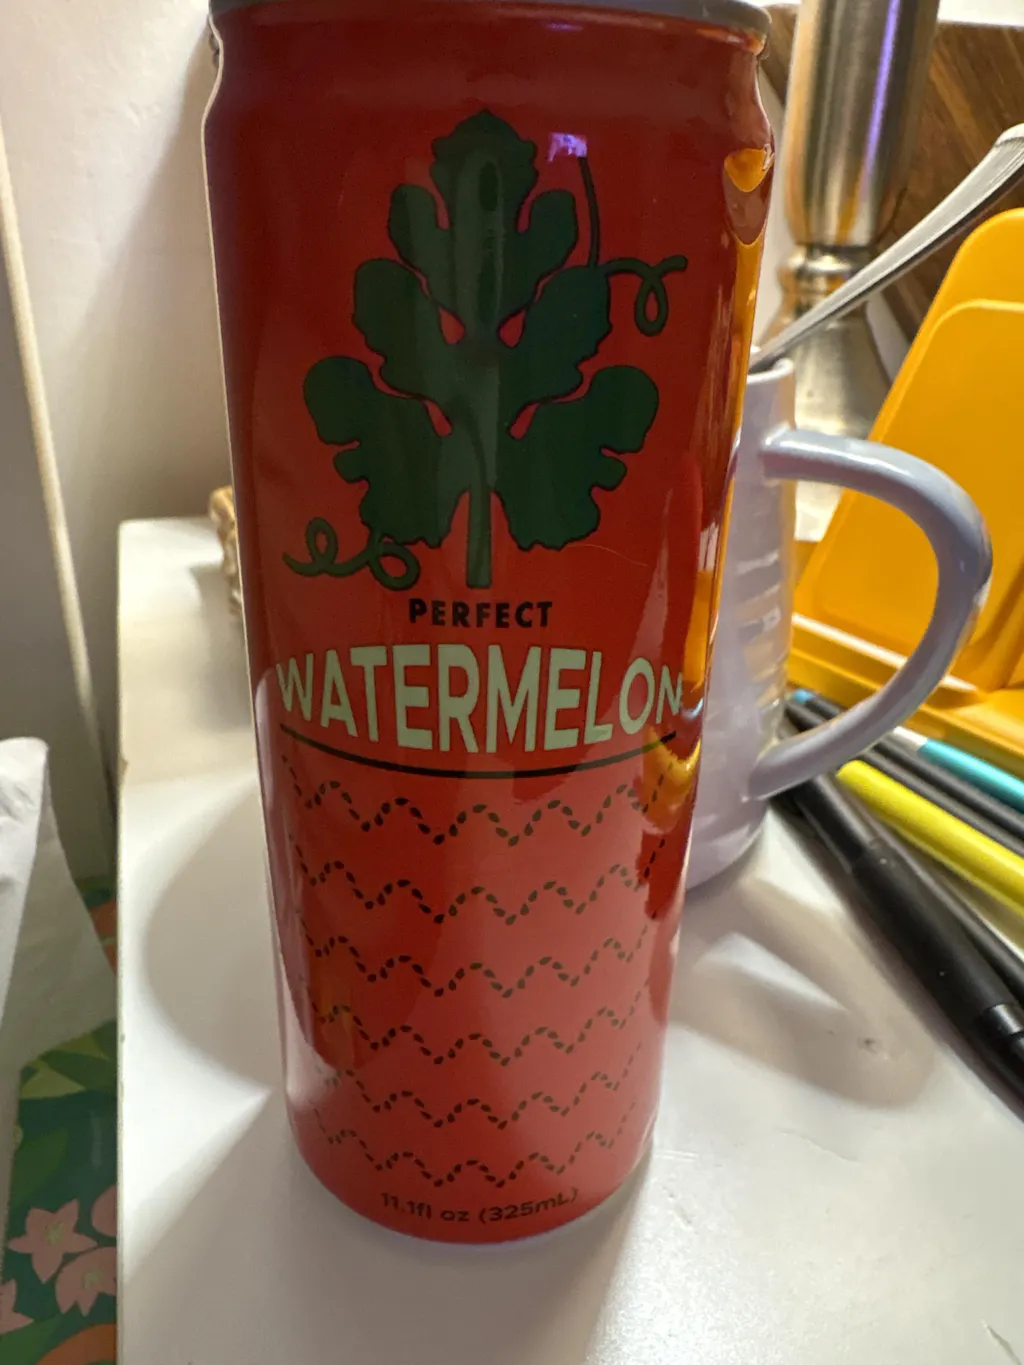 PERFECT
WATERMELON
11.1fl oz (325mL)